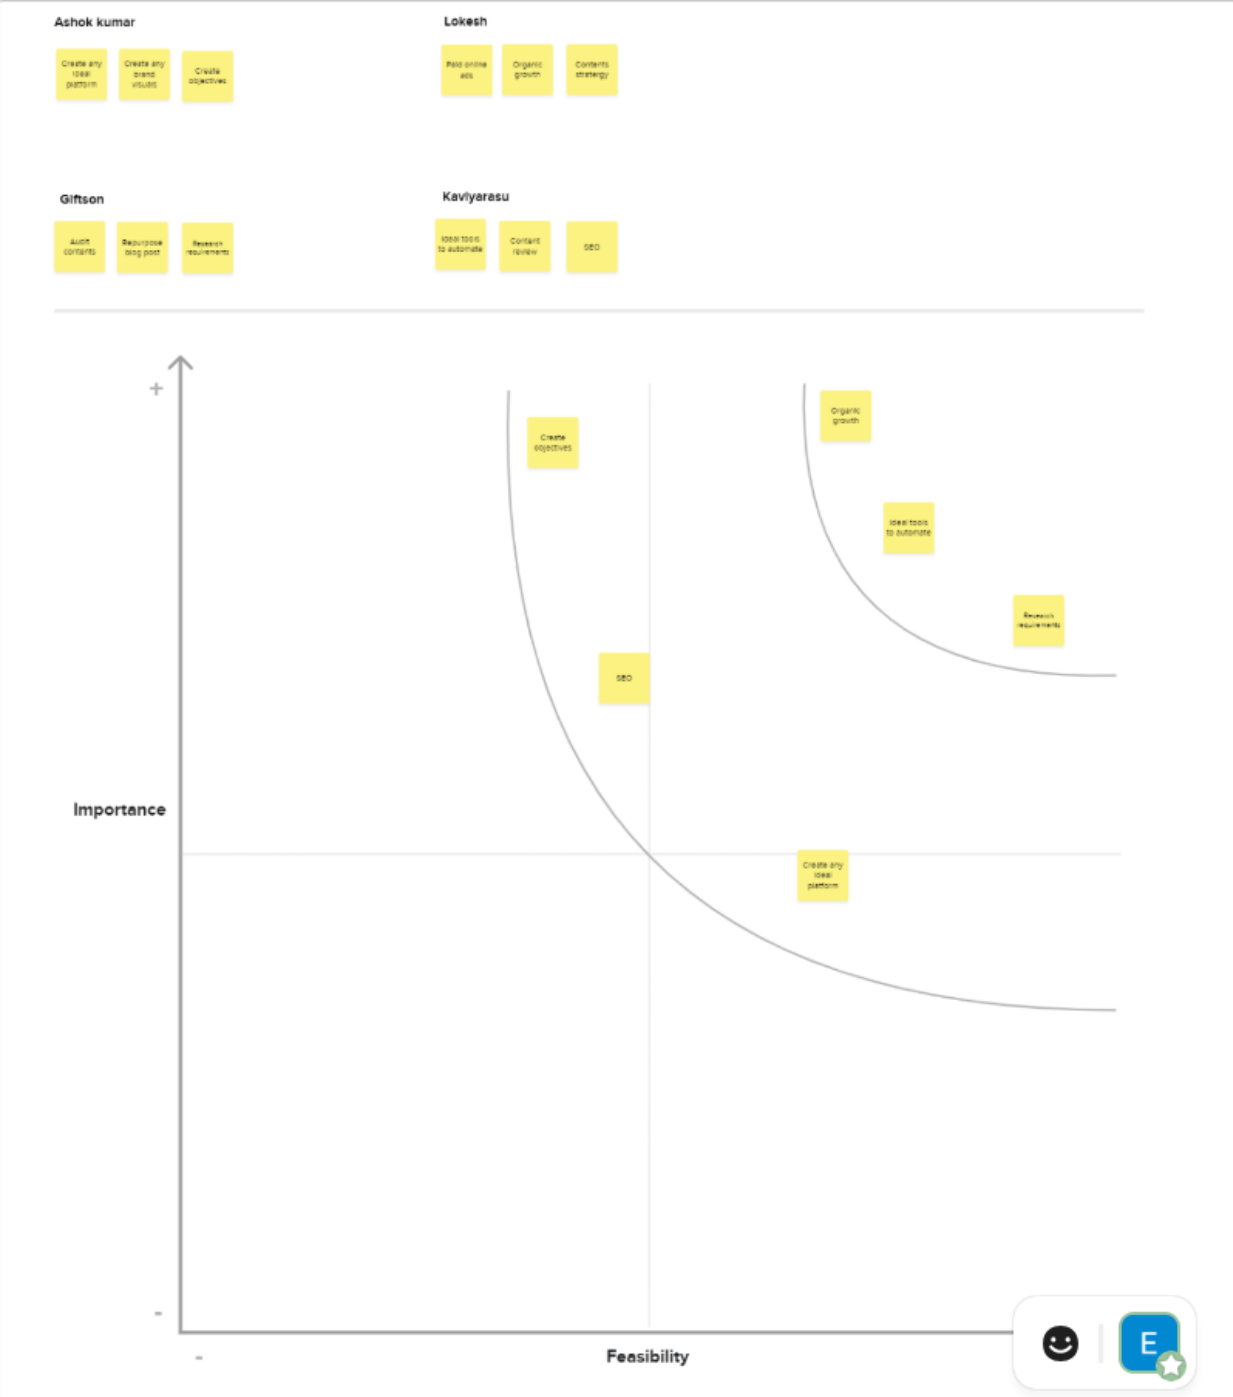 Ashok kumar
Lokesh
Create any
ideal
platform
Create any
brand
visuals
Create
objectives
Paid online
ads
Organic
growth
Contents
stratergy
Giftson
Kaviyarasu
Audit
contents
Repurpose
blog post
Research
requirements
Ideal tools
to automate
Content
review
SEO
+
Organic
growth
Create
objectives
Ideal tools
to automate
Research
requirements
SEO
Importance
Create any
ideal
platform
-
-
Feasibility
E